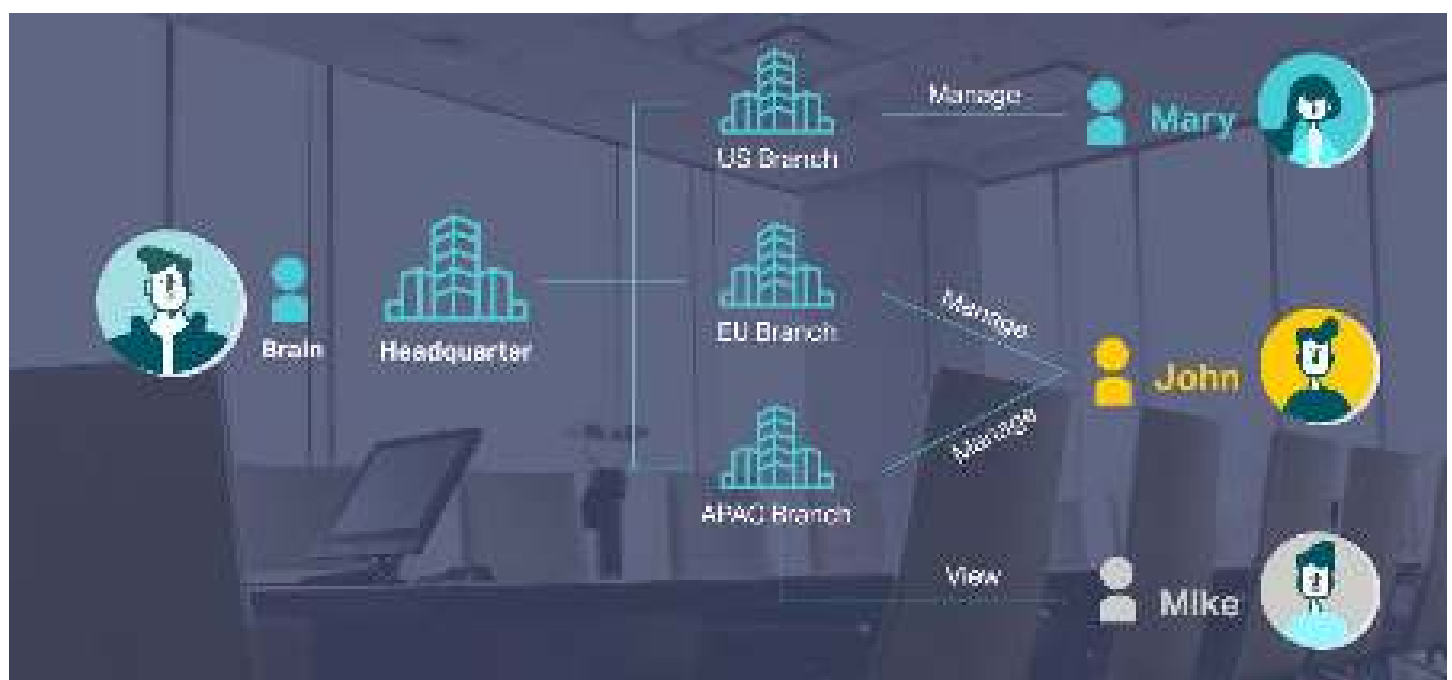 Manage
Mary
US Branch
Brain
Headquarter
EU Branch
Manage
John
Manage
APAC Branch
View
Mike